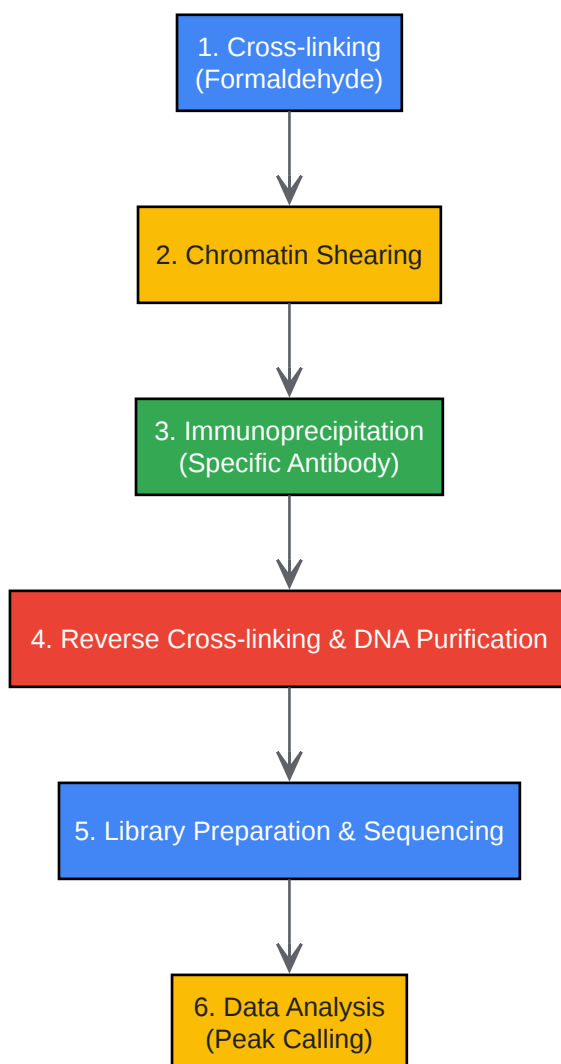 1. Cross-linking
(Formaldehyde)
2. Chromatin Shearing
3. Immunoprecipitation
(Specific Antibody)
4. Reverse Cross-linking & DNA Purification
5. Library Preparation & Sequencing
6. Data Analysis
(Peak Calling)